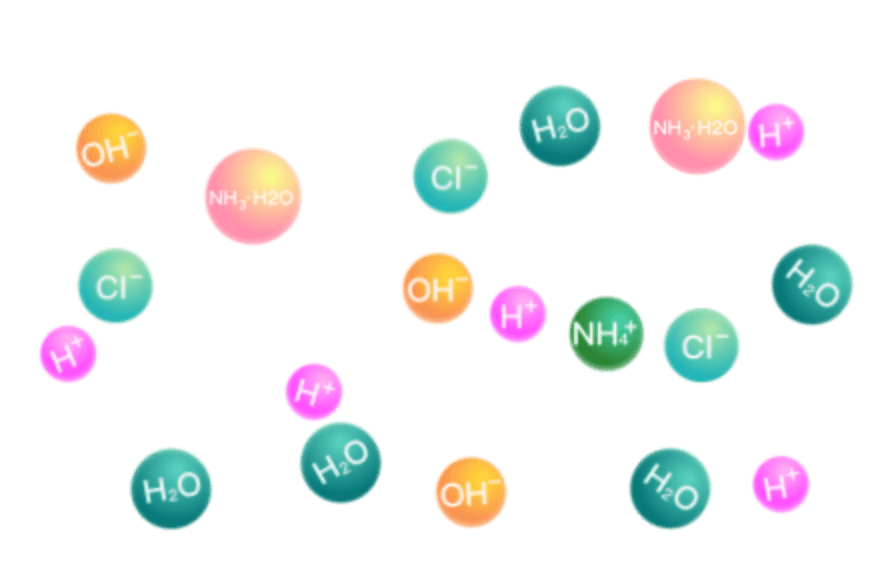 H₂O
NH₃·H2O
H⁺
OH⁻
Cl⁻
NH₃·H2O
Cl⁻
OH⁻
H⁺
NH₄⁺
Cl⁻
H₂O
H⁺
H⁺
H₂O
H₂O
OH⁻
H₂O
H⁺